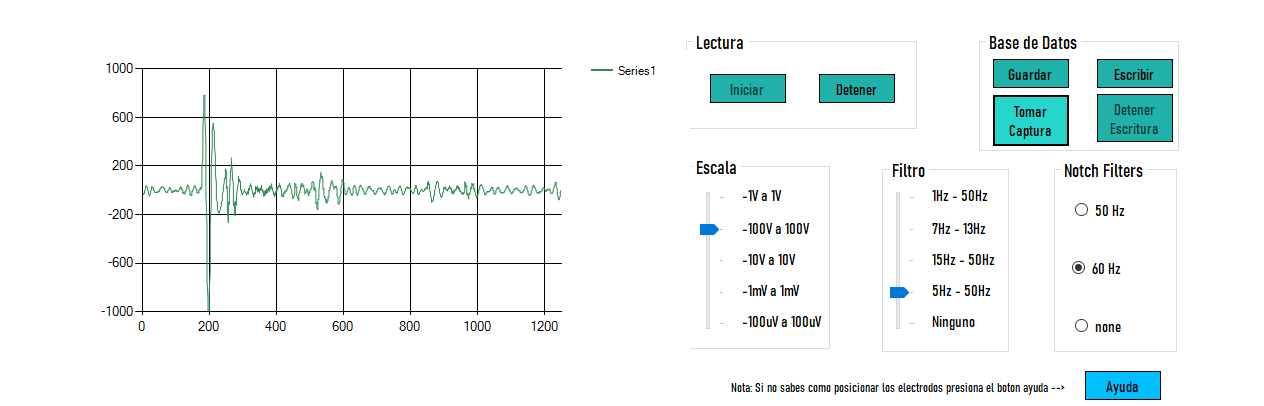 1000
600
200
-200
-600
-1000
0
200
400
600
800
1000
1200
Series1
Lectura
Iniciar
Detener
Base de Datos
Guardar
Escribir
Tomar
Captura
Detener
Escritura
Escala
-1V a 1V
-100V a 100V
-10V a 10V
-1mV a 1mV
-100uV a 100uV
Filtro
1Hz - 50Hz
7Hz - 13Hz
15Hz - 50Hz
5Hz - 50Hz
Ninguno
Notch Filters
50 Hz
60 Hz
none
Nota: Si no sabes como posicionar los electrodos presiona el boton ayuda -->
Ayuda